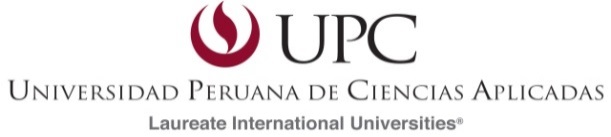 UPC
UNIVERSIDAD PERUANA DE CIENCIAS APLICADAS
Laureate International Universities®